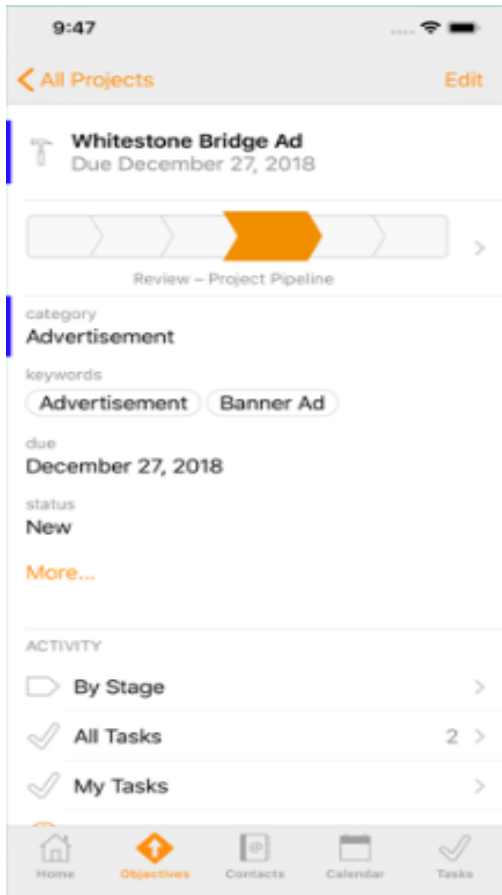 9:47
All Projects
Edit
Whitestone Bridge Ad
Due December 27, 2018
Review – Project Pipeline
category
Advertisement
keywords
Advertisement Banner Ad
due
December 27, 2018
status
New
More...
ACTIVITY
By Stage
All Tasks 2
My Tasks
Home Objectives Contacts Calendar Tasks